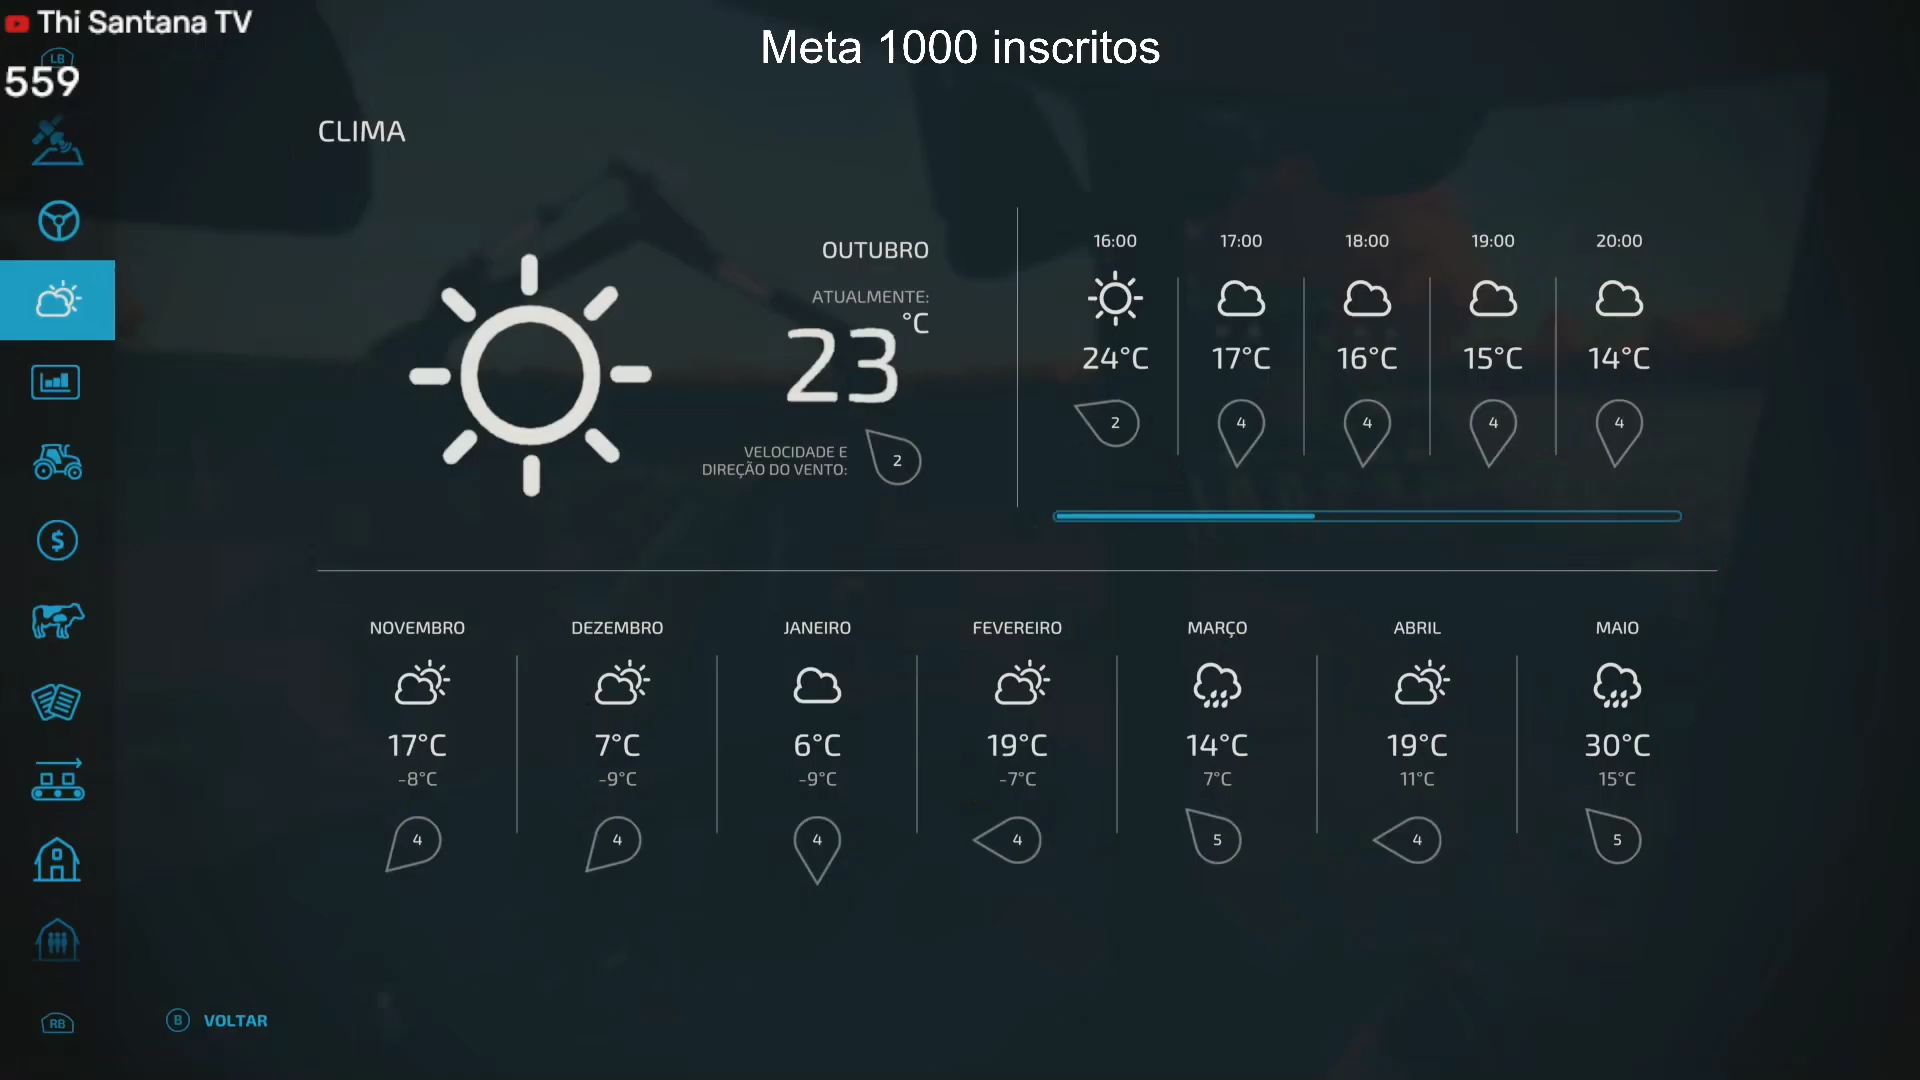 Thi Santana TV
Meta 1000 inscritos
LB
559
CLIMA
OUTUBRO
ATUALMENTE:
23 °C
VELOCIDADE E
DIREÇÃO DO VENTO:
2
16:00 17:00 18:00 19:00 20:00
24°C 17°C 16°C 15°C 14°C
2 4 4 4 4
$
NOVEMBRO DEZEMBRO JANEIRO FEVEREIRO MARÇO ABRIL MAIO
17°C 7°C 6°C 19°C 14°C 19°C 30°C
-8°C -9°C -9°C -7°C 7°C 11°C 15°C
4 4 4 4 5 4 5
RB
B VOLTAR